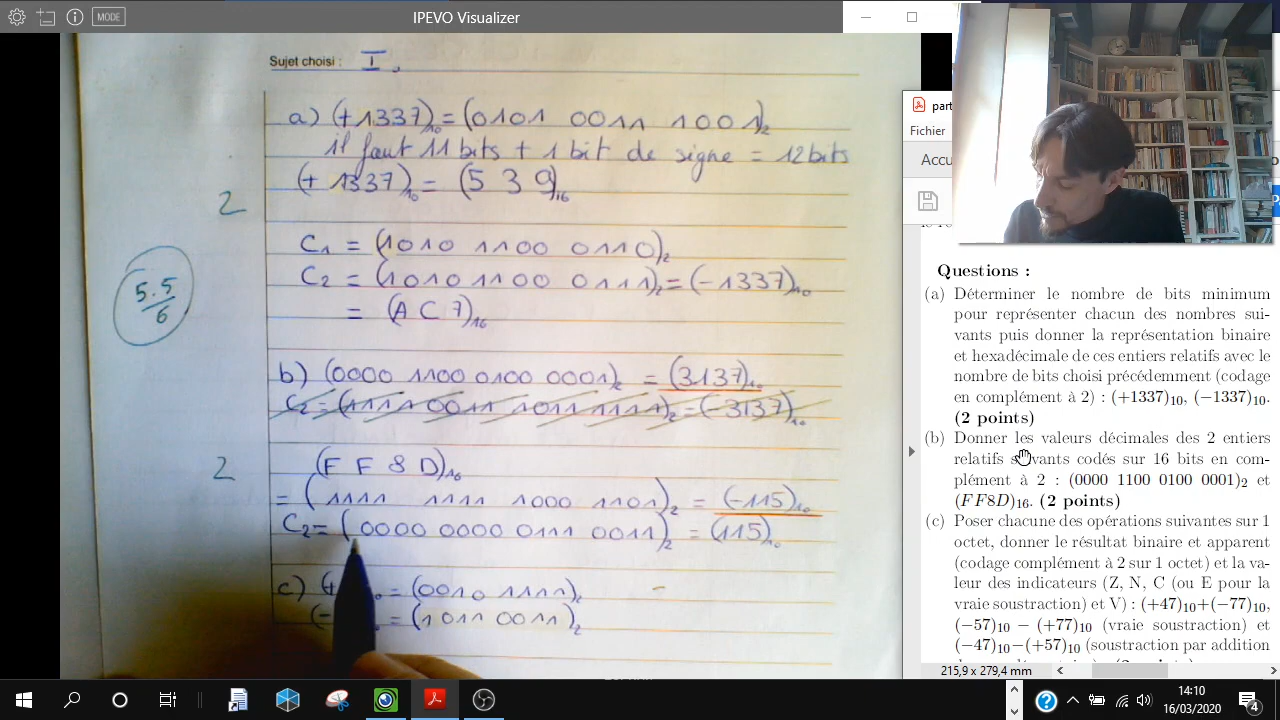 IPEVO Visualizer
MODE
Sujet choisi : I.
a) (+1337)₁₀ = (0101 0011 1001)₂
il faut 11 bits + 1 bit de signe = 12 bits
(+ 1337)₁₀ = (5 3 9)₁₆
2
C₁ = (1010 1100 0110)₂
C₂ = (1010 1100 0111)₂ = (-1337)₁₀
= (A C 7)₁₆
5.5
6
b) (0000 1100 0100 0001)₂ = (3137)₁₀
C₂ = (1111 0011 1011 1111)₂ = (-3137)₁₀
2
(F F 8 D)₁₆
= (1111 1111 1000 1101)₂ = (-115)₁₀
C₂ = (0000 0000 0111 0011)₂ = (115)₁₀
c) (+ = (0010 1111)₂
(- = (1011 0011)₂
part
Fichier
Accu
Questions :
(a) Déterminer le nombre de bits minimum
pour représenter chacun des nombres sui-
vants puis donner la représentation binaire
et hexadécimale de ces entiers relatifs avec le
nombre de bits choisi précédemment (codage
en complément à 2) : (+1337)₁₀, (−1337)₁₀.
(2 points)
(b) Donner les valeurs décimales des 2 entiers
relatifs suivants codés sur 16 bits en com-
plément à 2 : (0000 1100 0100 0001)₂ et
(FF8D)₁₆. (2 points)
(c) Poser chacune des opérations suivantes sur 1
octet, donner le résultat binaire et apparent
(codage complément à 2 sur 1 octet) et la va-
leur des indicateurs (Z, N, C (ou E pour la
vraie soustraction) et V) : (+47)₁₀+(−77)₁₀,
(−57)₁₀ − (+77)₁₀ (vraie soustraction) et
(−47)₁₀−(+57)₁₀ (soustraction par addition
215,9 x 279,4 mm
14:10
16/03/2020
4